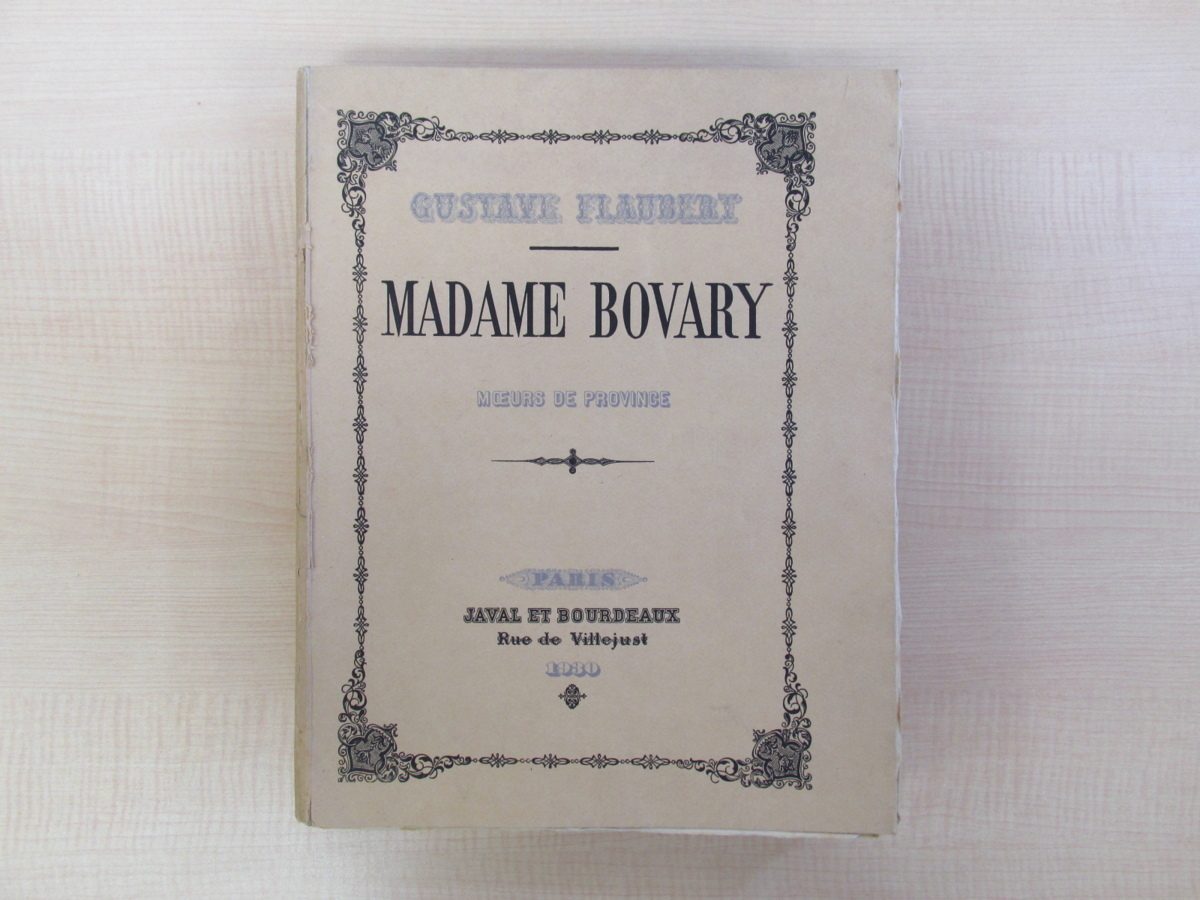 GUSTAVE FLAUBERT
MADAME BOVARY
MŒURS DE PROVINCE
PARIS
JAVAL ET BOURDEAUX
Rue de Villejust
1930